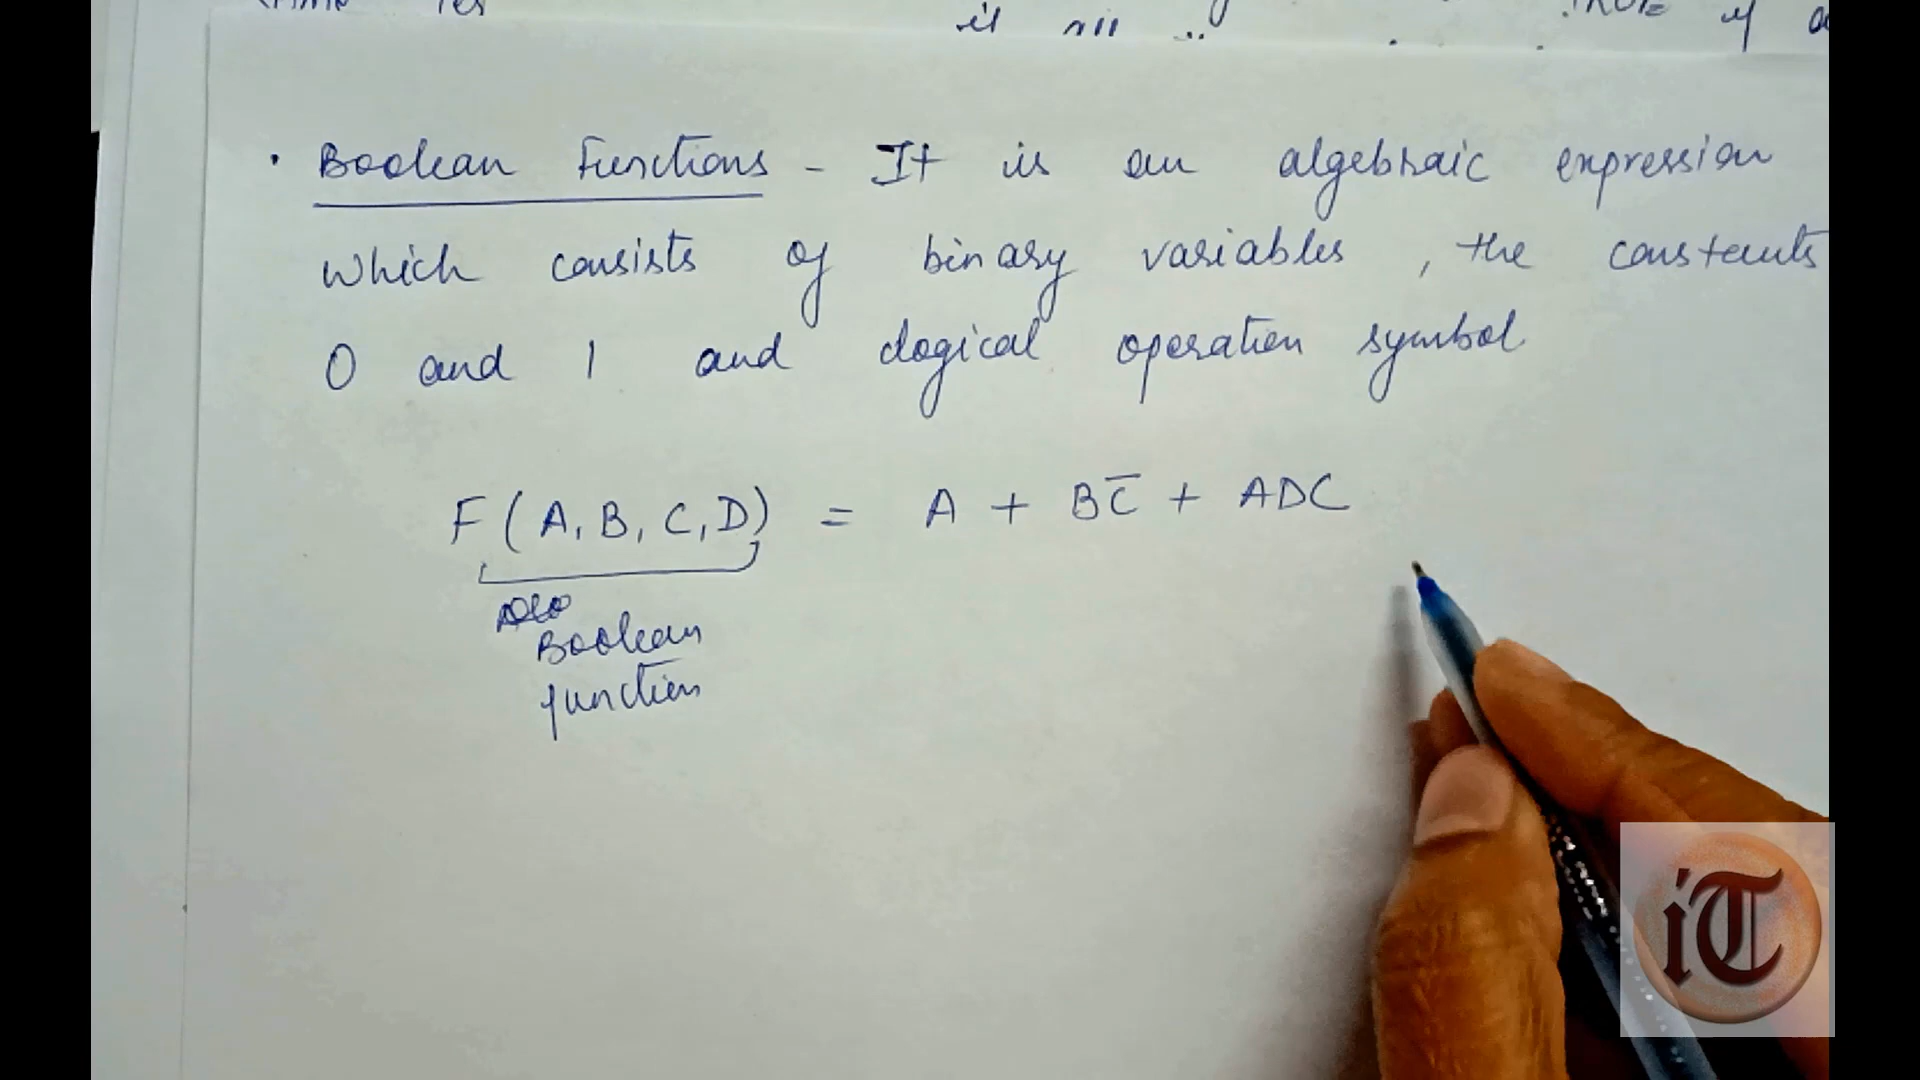 is
• Boolean Functions - It is an algebraic expression
which consists of binary variables, the constants
0 and 1 and logical operation symbol
F(A, B, C, D) = A + BC̅ + ADC
Boolean
function
iT